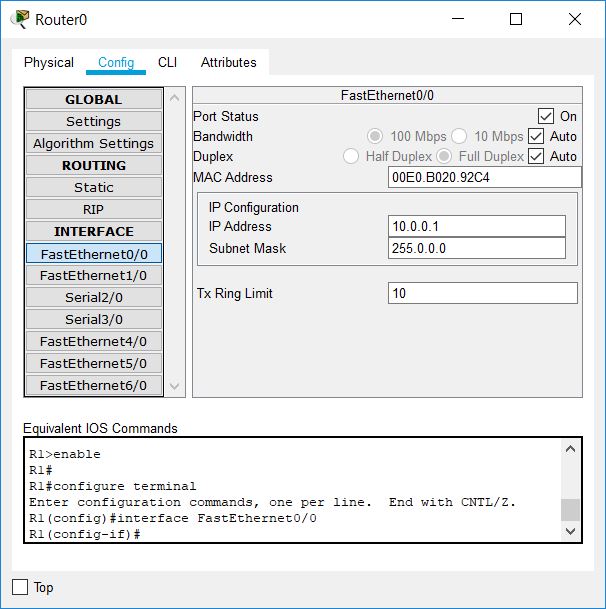 Router0
Physical Config CLI Attributes
GLOBAL
Settings
Algorithm Settings
ROUTING
Static
RIP
INTERFACE
FastEthernet0/0
FastEthernet1/0
Serial2/0
Serial3/0
FastEthernet4/0
FastEthernet5/0
FastEthernet6/0
FastEthernet0/0
Port Status On
Bandwidth 100 Mbps 10 Mbps Auto
Duplex Half Duplex Full Duplex Auto
MAC Address 00E0.B020.92C4
IP Configuration
IP Address 10.0.0.1
Subnet Mask 255.0.0.0
Tx Ring Limit 10
Equivalent IOS Commands
R1>enable
R1#
R1#configure terminal
Enter configuration commands, one per line.  End with CNTL/Z.
R1(config)#interface FastEthernet0/0
R1(config-if)#
Top